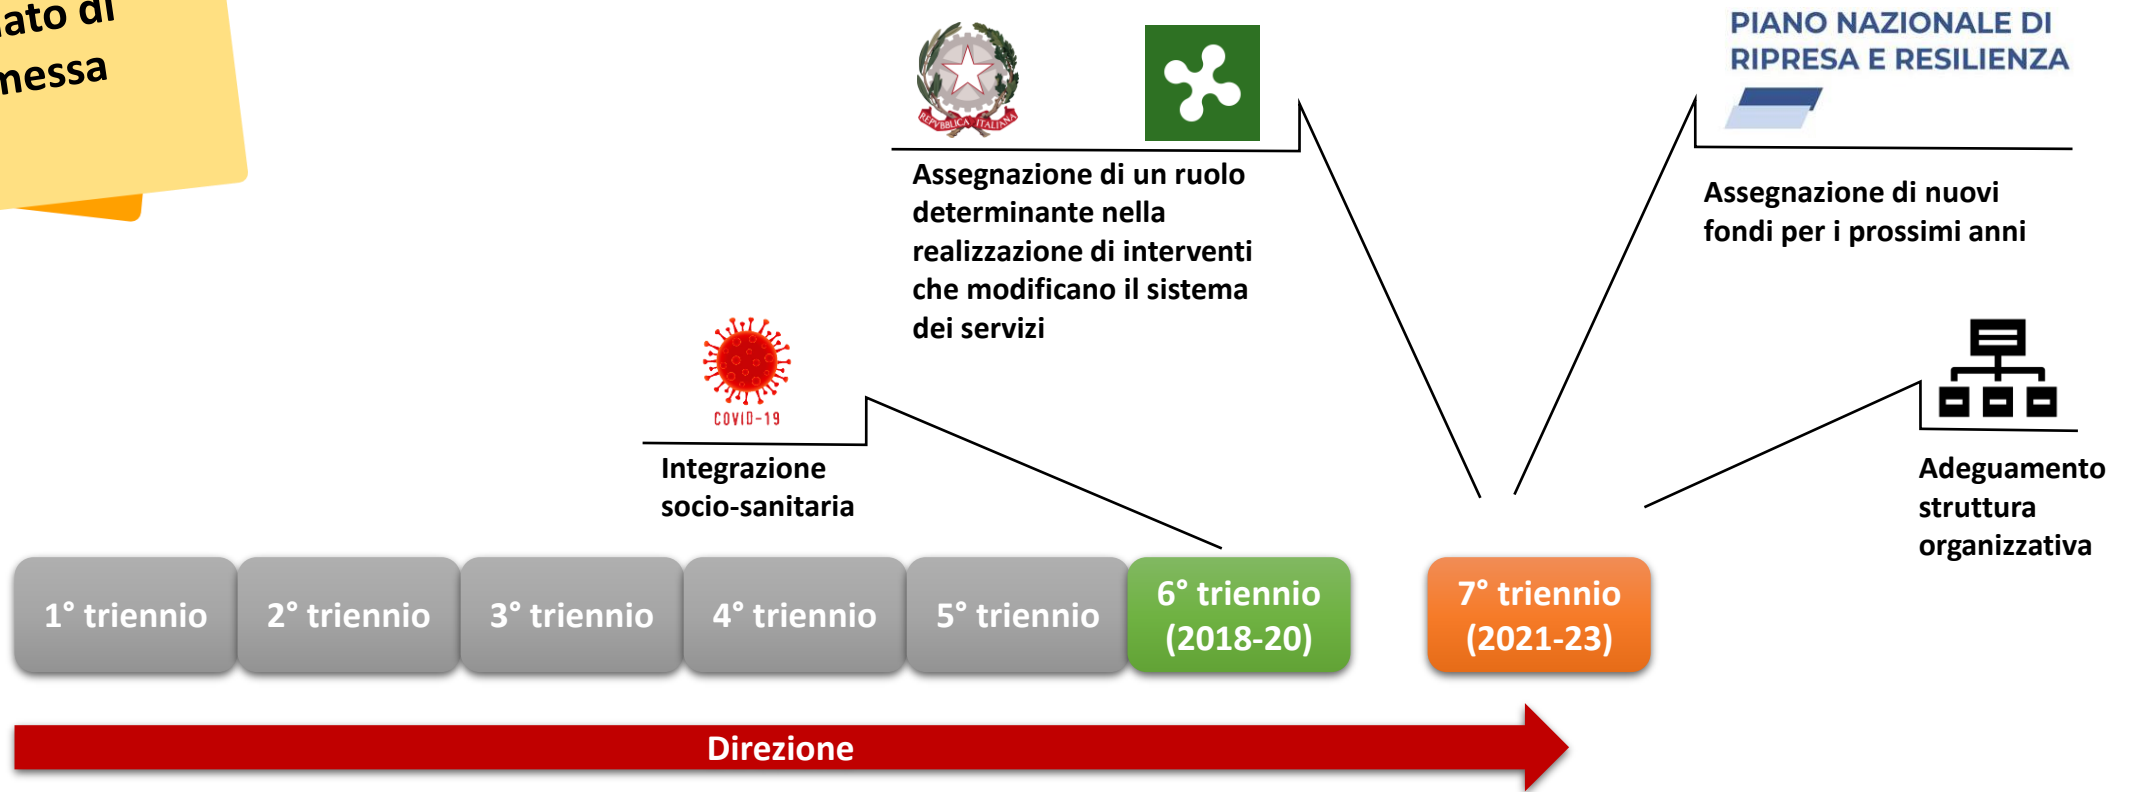 di
PIANO NAZIONALE DI
RIPRESA E RESILIENZA
REPVBBLICA ITALIANA
Assegnazione di un ruolo
determinante nella
realizzazione di interventi
che modificano il sistema
dei servizi
Assegnazione di nuovi
fondi per i prossimi anni
COVID-19
Integrazione
socio-sanitaria
Adeguamento
struttura
organizzativa
1° triennio
2° triennio
3° triennio
4° triennio
5° triennio
6° triennio
(2018-20)
7° triennio
(2021-23)
Direzione